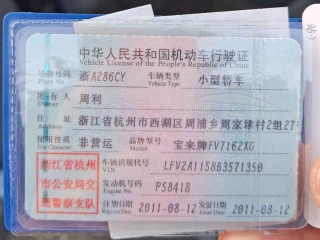 中华人民共和国机动车行驶证
Vehicle License of the People's Republic of China
号牌号码 浙A286CY 车辆类型 小型轿车
Plate No. Vehicle Type
所有人 周利
Owner
住址 浙江省杭州市西湖区周浦乡周家埭村2组27
Address
使用性质 非营运 品牌型号 宝来牌FV7162XG
Use Character Model
浙江省杭州市公安局交通警察支队
车辆识别代号 LFV2A1158B3571350
VIN
发动机号码 P58418
Engine No.
注册日期 2011-08-12 发证日期 2011-08-12
Register Date Issue Date